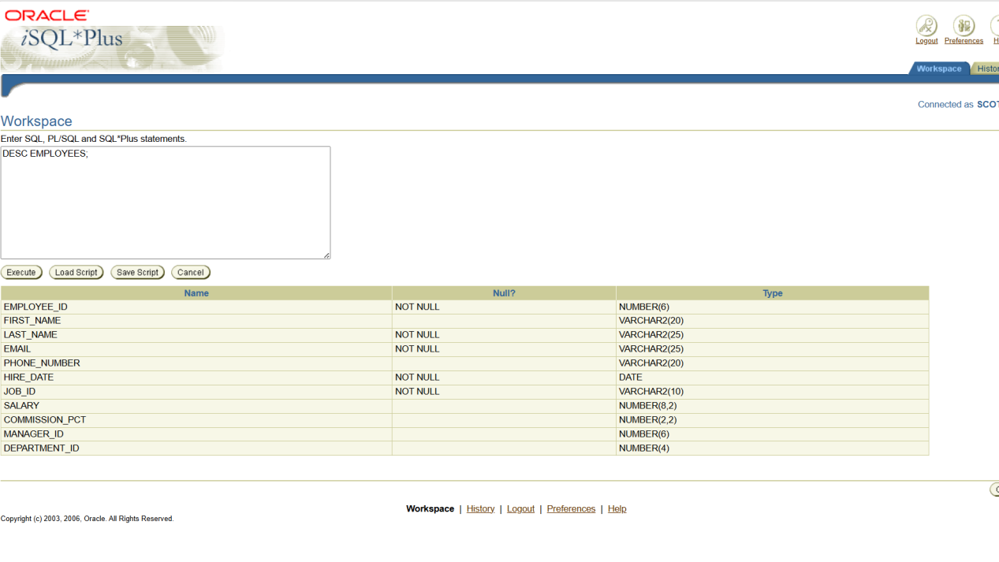 ORACLE
iSQL*Plus
Logout Preferences
Workspace
Connected as
Workspace
Enter SQL, PL/SQL and SQL*Plus statements.
DESC EMPLOYEES;
Execute Load Script Save Script Cancel
Name Null? Type
EMPLOYEE_ID NOT NULL NUMBER(6)
FIRST_NAME VARCHAR2(20)
LAST_NAME NOT NULL VARCHAR2(25)
EMAIL NOT NULL VARCHAR2(25)
PHONE_NUMBER VARCHAR2(20)
HIRE_DATE NOT NULL DATE
JOB_ID NOT NULL VARCHAR2(10)
SALARY NUMBER(8,2)
COMMISSION_PCT NUMBER(2,2)
MANAGER_ID NUMBER(6)
DEPARTMENT_ID NUMBER(4)
Workspace | History | Logout | Preferences | Help
Copyright (c) 2003, 2006, Oracle. All Rights Reserved.